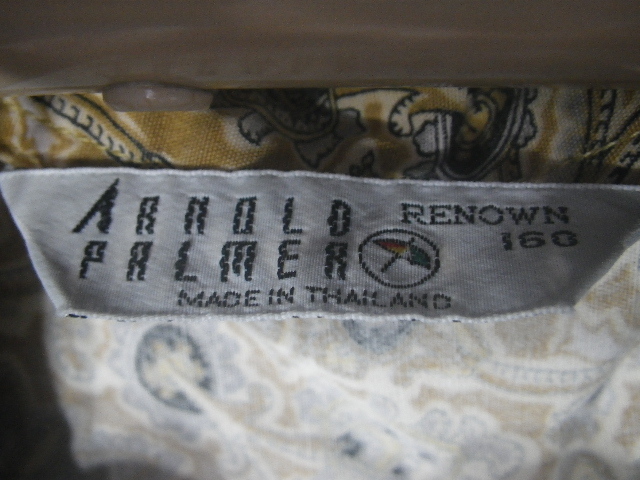 ARNOLD
PALMER
RENOWN
160
MADE IN THAILAND